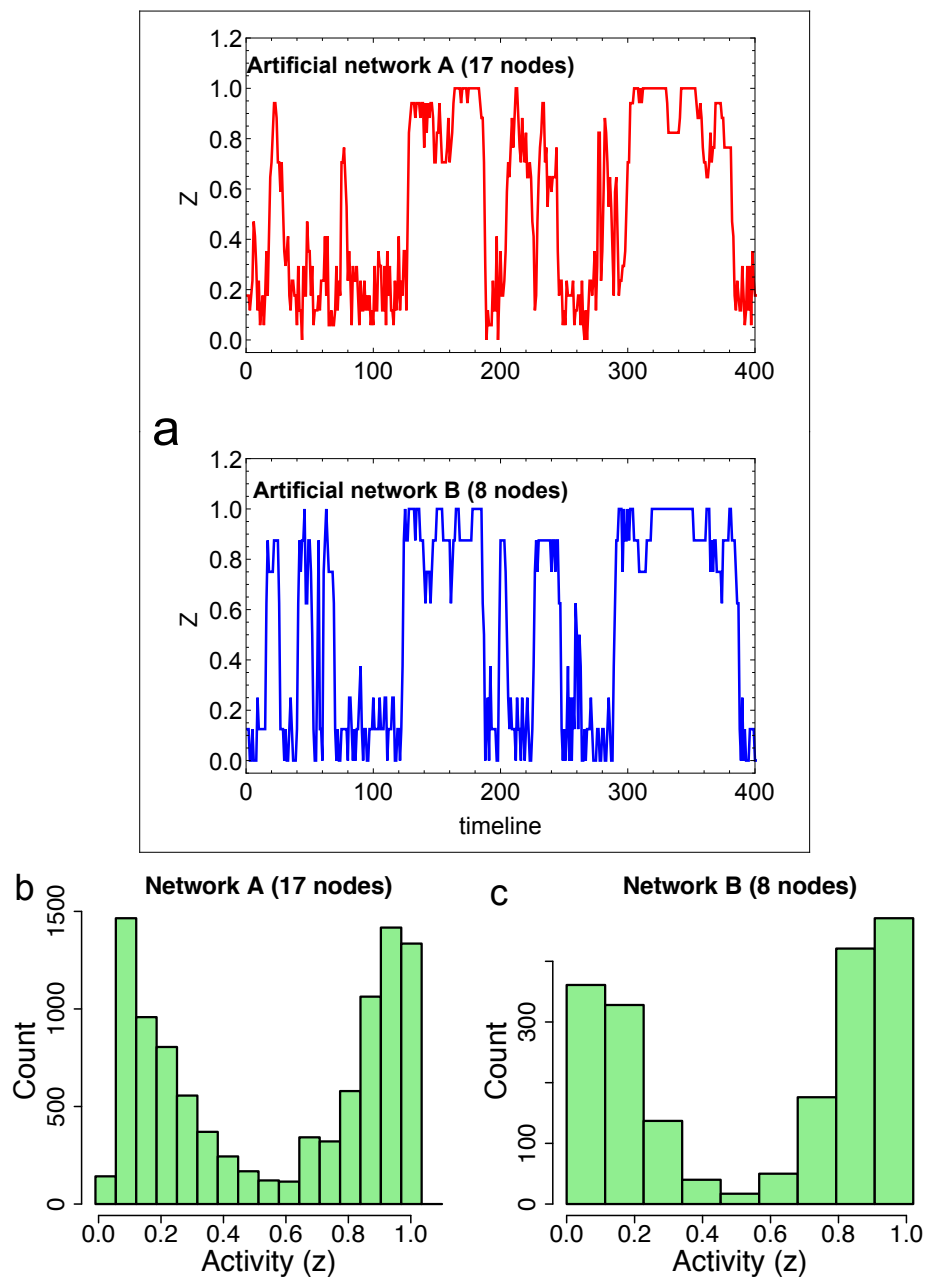 Artificial network A (17 nodes)
1.2
1.0
0.8
0.6
0.4
0.2
0.0
Z
0 100 200 300 400
a
Artificial network B (8 nodes)
1.2
1.0
0.8
0.6
0.4
0.2
0.0
Z
0 100 200 300 400
timeline
b Network A (17 nodes)
1500
1000
500
0
Count
0.0 0.2 0.4 0.6 0.8 1.0
Activity (z)
c Network B (8 nodes)
300
100
0
Count
0.0 0.2 0.4 0.6 0.8 1.0
Activity (z)